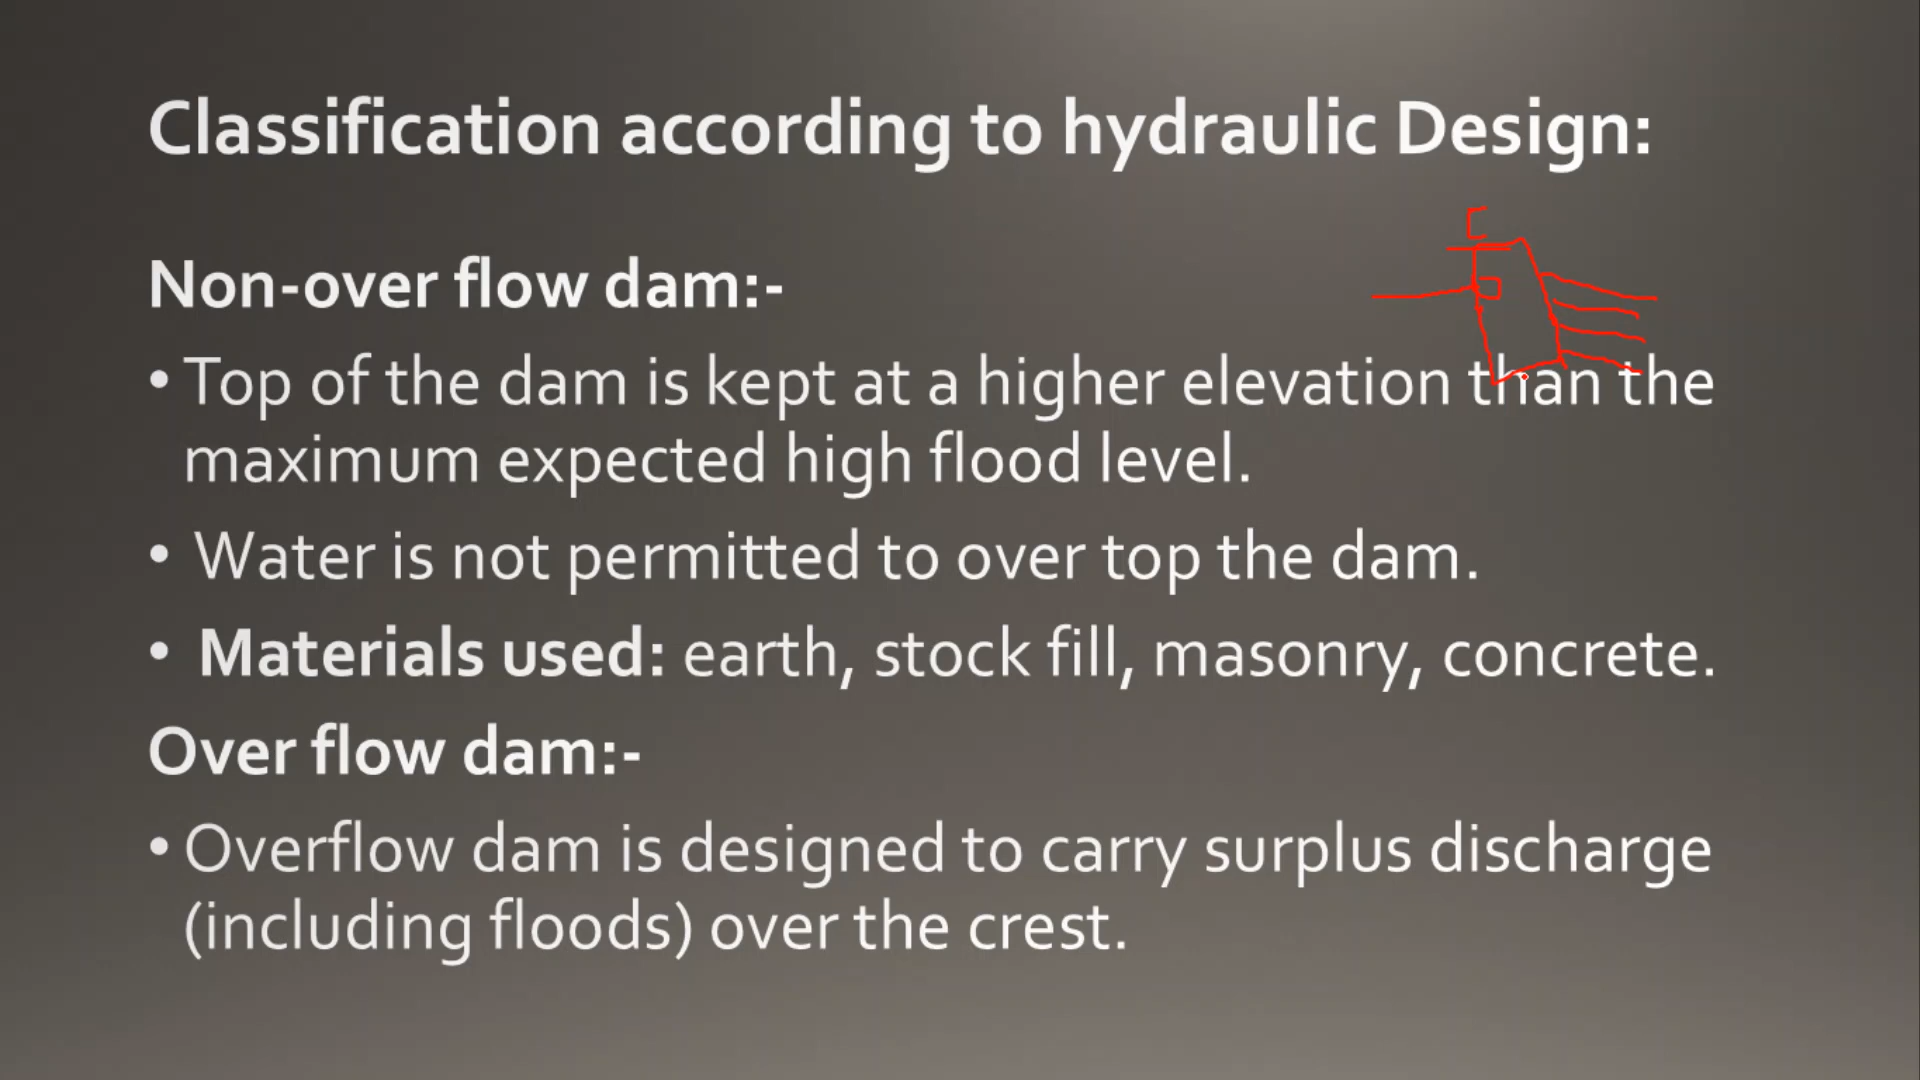 Classification according to hydraulic Design:
Non-over flow dam:-
• Top of the dam is kept at a higher elevation than the
maximum expected high flood level.
• Water is not permitted to over top the dam.
• Materials used: earth, stock fill, masonry, concrete.
Over flow dam:-
• Overflow dam is designed to carry surplus discharge
(including floods) over the crest.